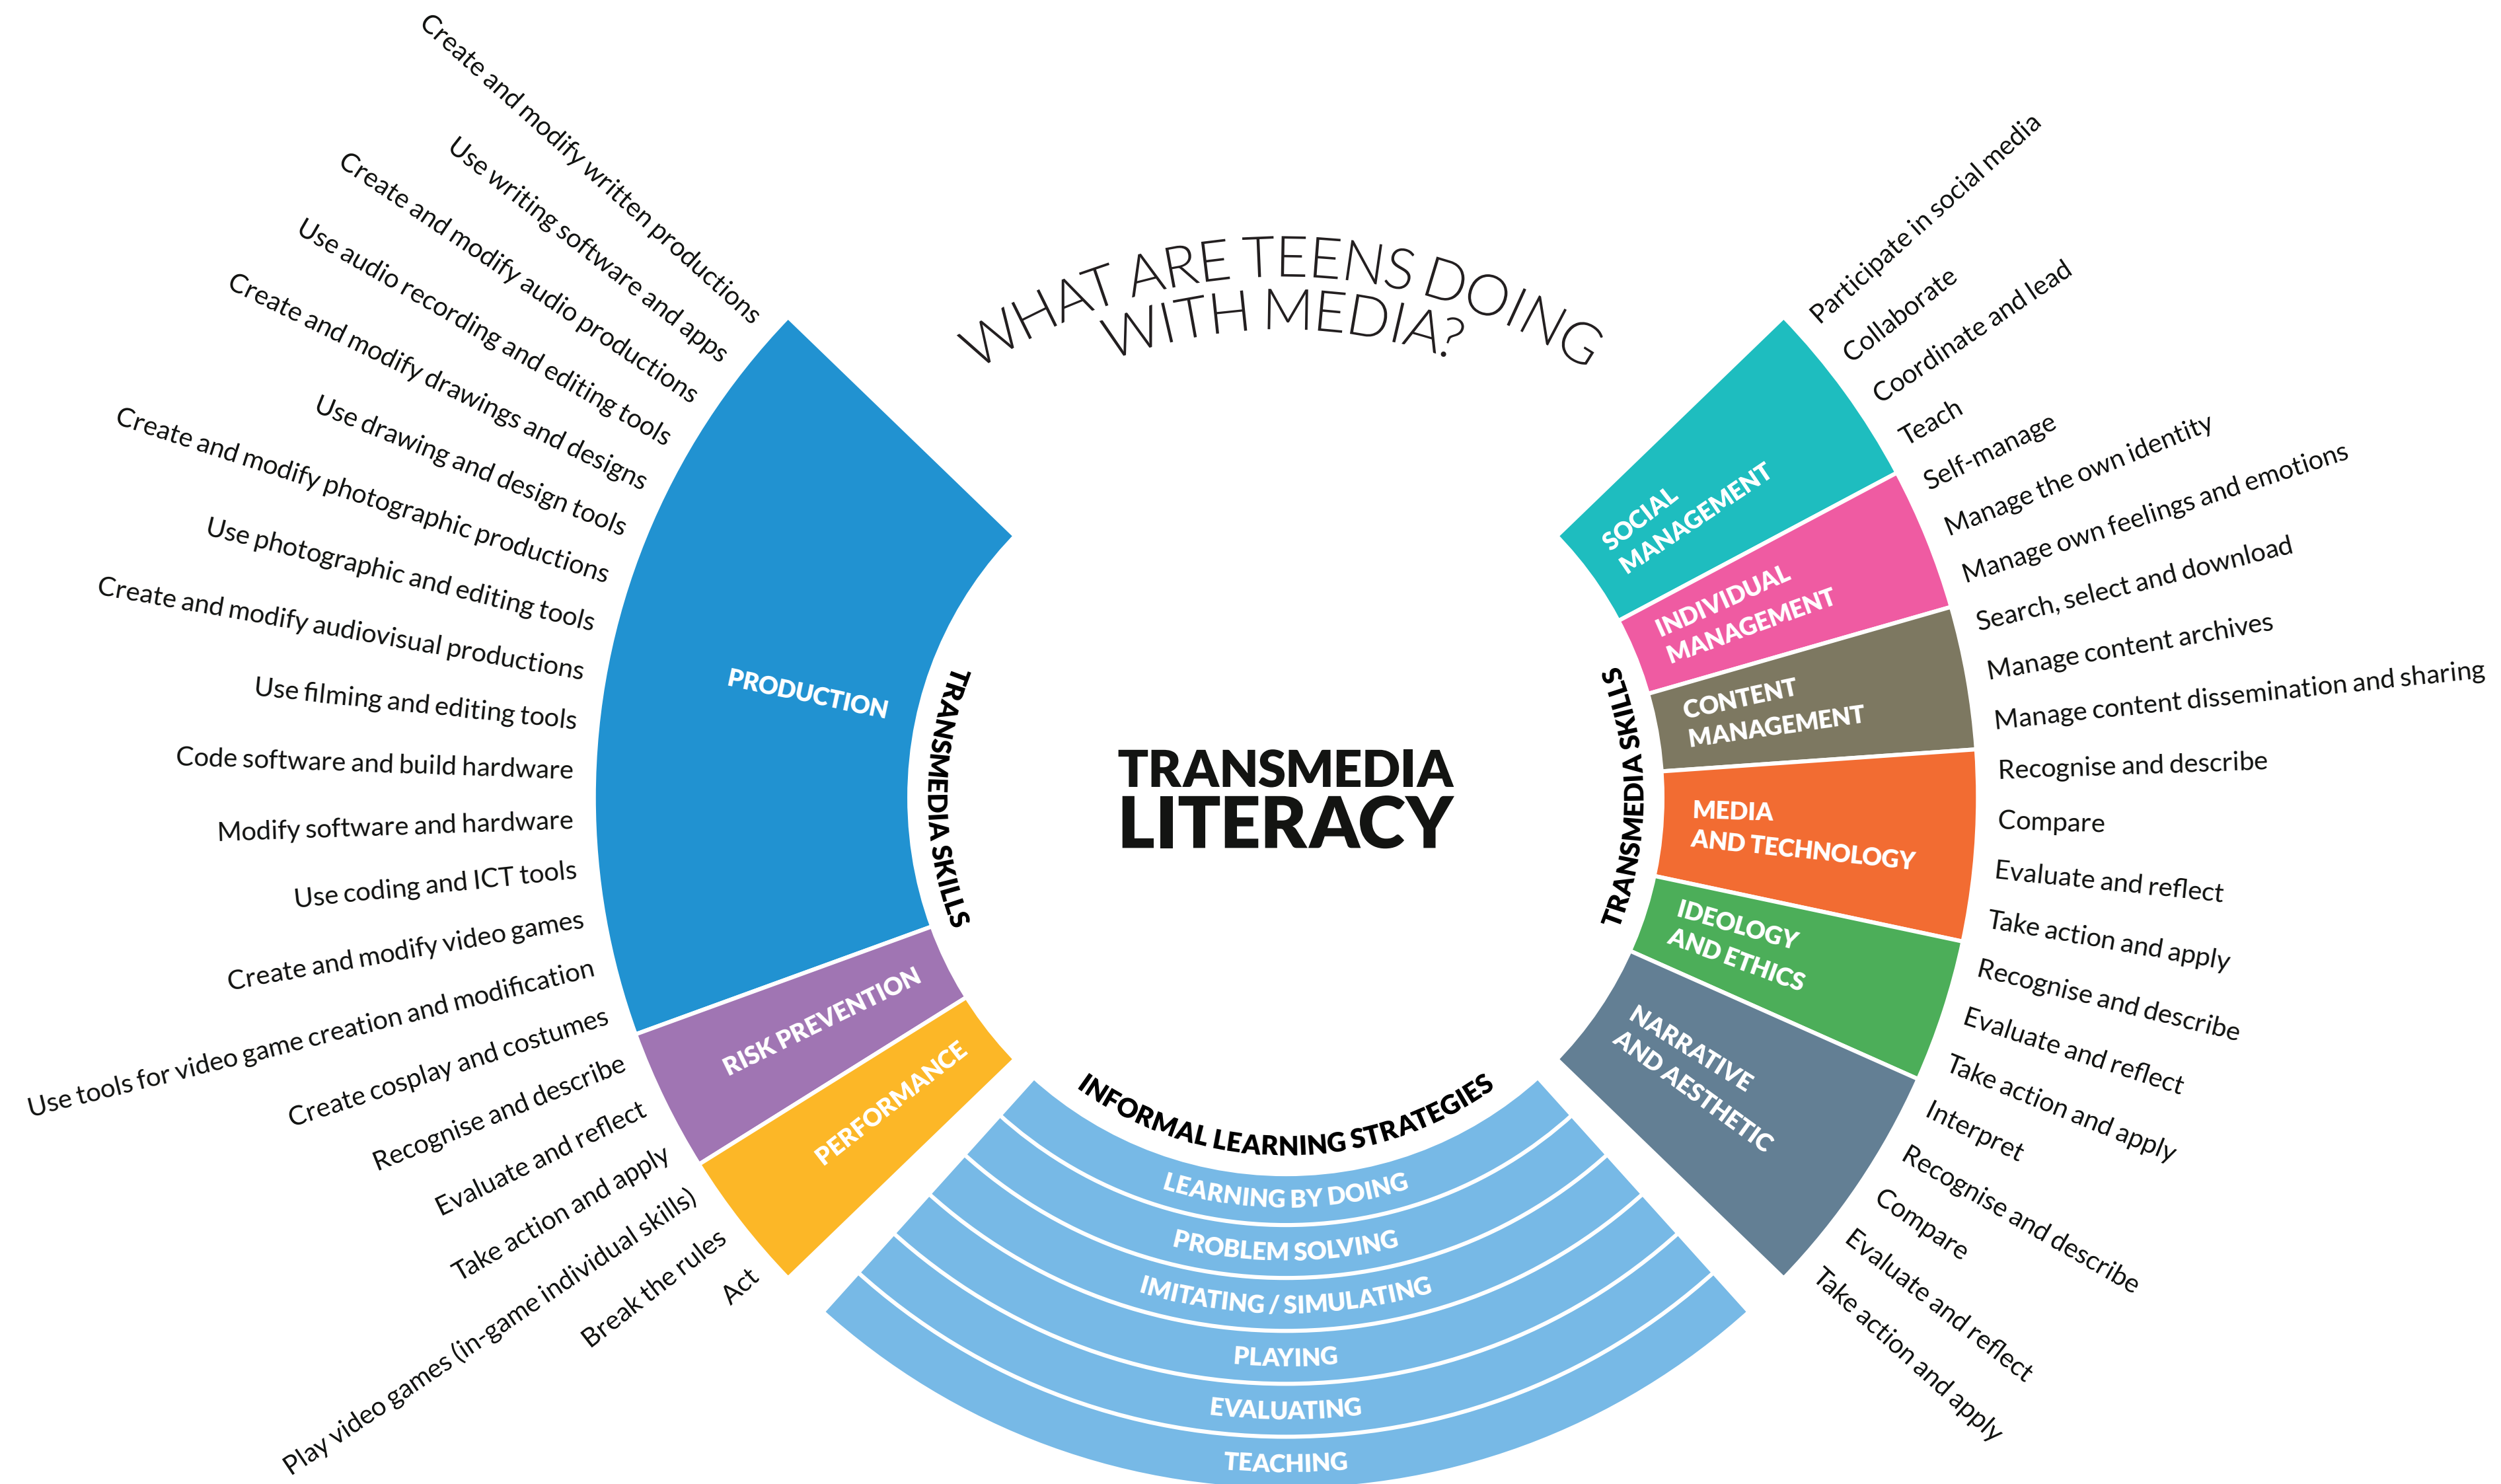 WHAT ARE TEENS DOING
WITH MEDIA?
TRANSMEDIA
LITERACY
TRANSMEDIA SKILLS
PRODUCTION
Create and modify written productions
Use writing software and apps
Create and modify audio productions
Use audio recording and editing tools
Create and modify drawings and designs
Use drawing and design tools
Create and modify photographic productions
Use photographic and editing tools
Create and modify audiovisual productions
Use filming and editing tools
Code software and build hardware
Modify software and hardware
Use coding and ICT tools
Create and modify video games
Use tools for video game creation and modification
Create cosplay and costumes
RISK PREVENTION
Recognise and describe
Evaluate and reflect
Take action and apply
PERFORMANCE
Play video games (in-game individual skills)
Break the rules
Act
TRANSMEDIA SKILLS
SOCIAL
MANAGEMENT
Participate in social media
Collaborate
Coordinate and lead
Teach
INDIVIDUAL
MANAGEMENT
Self-manage
Manage the own identity
Manage own feelings and emotions
CONTENT
MANAGEMENT
Search, select and download
Manage content archives
Manage content dissemination and sharing
MEDIA
AND TECHNOLOGY
Recognise and describe
Compare
Evaluate and reflect
Take action and apply
IDEOLOGY
AND ETHICS
Recognise and describe
Evaluate and reflect
Take action and apply
NARRATIVE
AND AESTHETIC
Interpret
Recognise and describe
Compare
Evaluate and reflect
Take action and apply
INFORMAL LEARNING STRATEGIES
LEARNING BY DOING
PROBLEM SOLVING
IMITATING / SIMULATING
PLAYING
EVALUATING
TEACHING